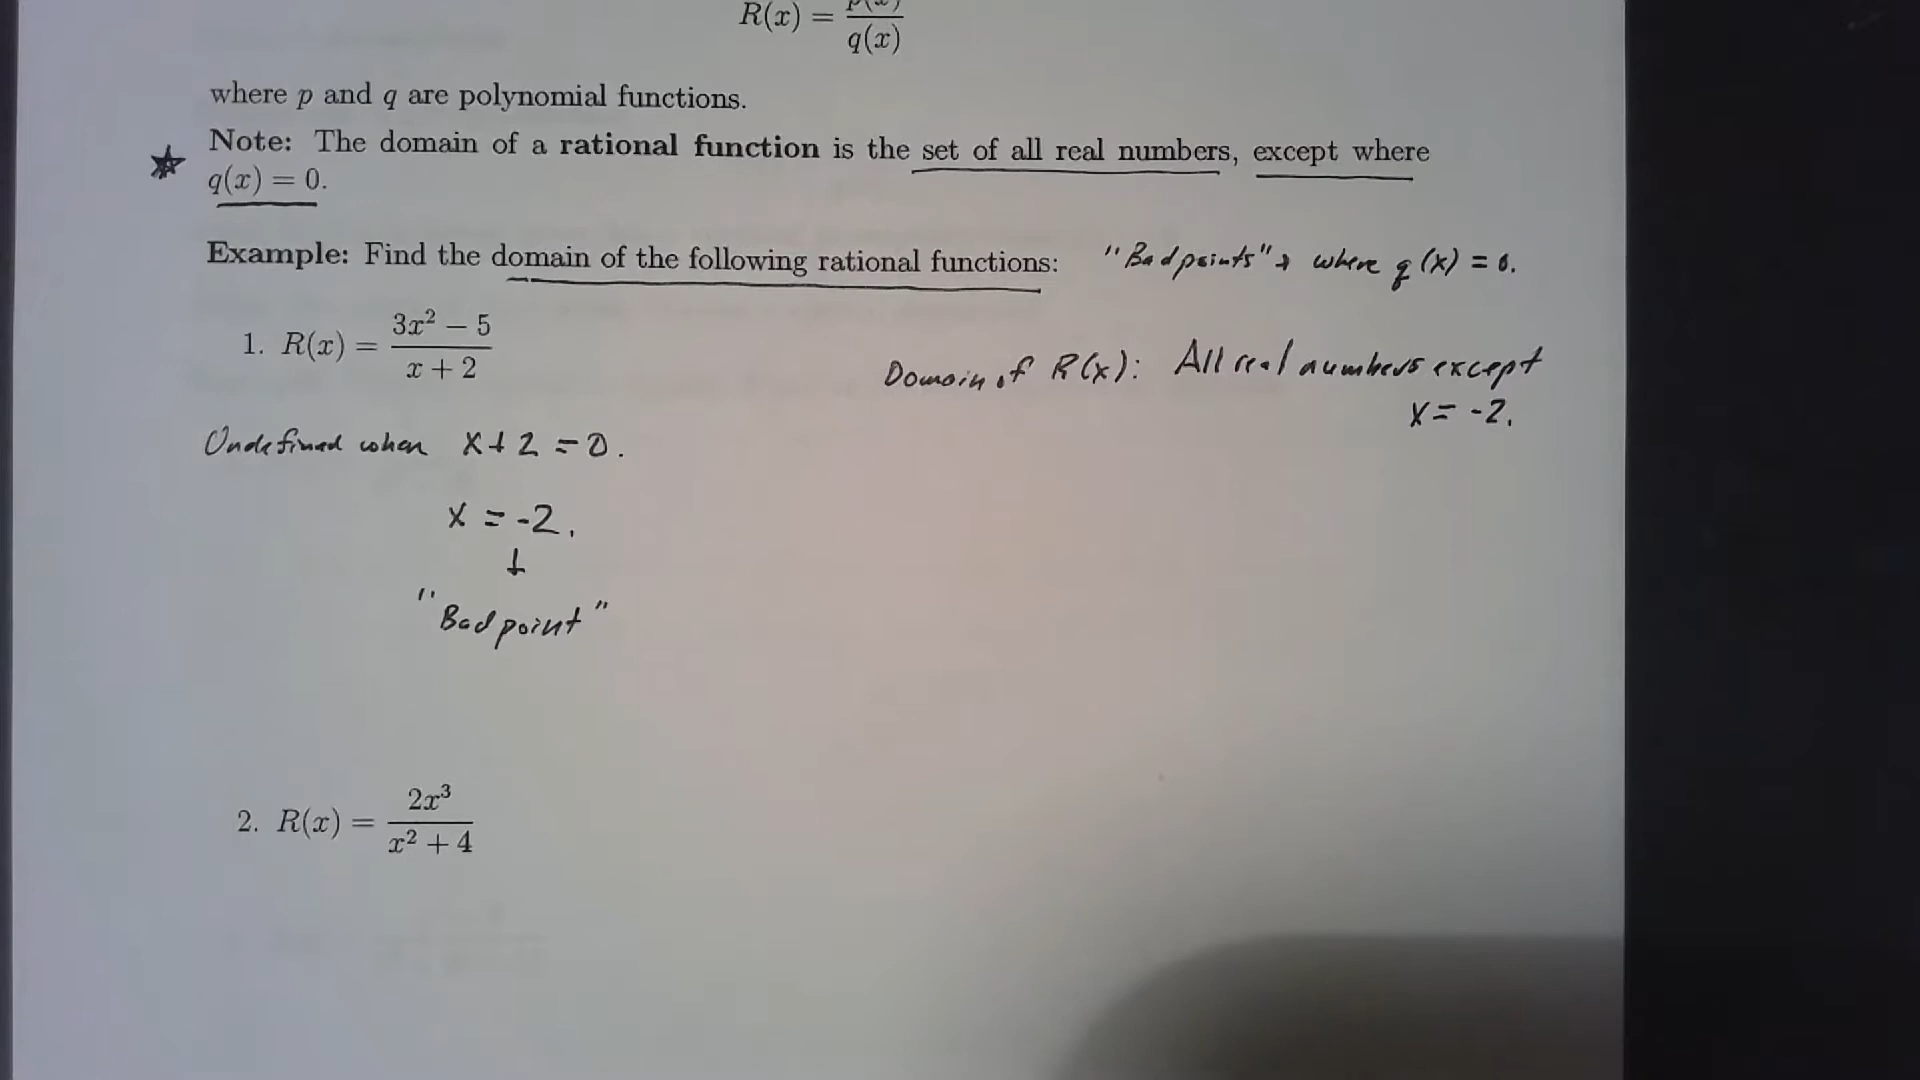 R(x) = p(x)/q(x)
where p and q are polynomial functions.
Note: The domain of a rational function is the set of all real numbers, except where
q(x) = 0.
Example: Find the domain of the following rational functions:
"Bad points" → where q(x) = 0.
1. R(x) = (3x² − 5)/(x + 2)
Domain of R(x): All real numbers except
x = -2.
Undefined when x + 2 = 0.
x = -2.
↓
"Bad point"
2. R(x) = 2x³/(x² + 4)